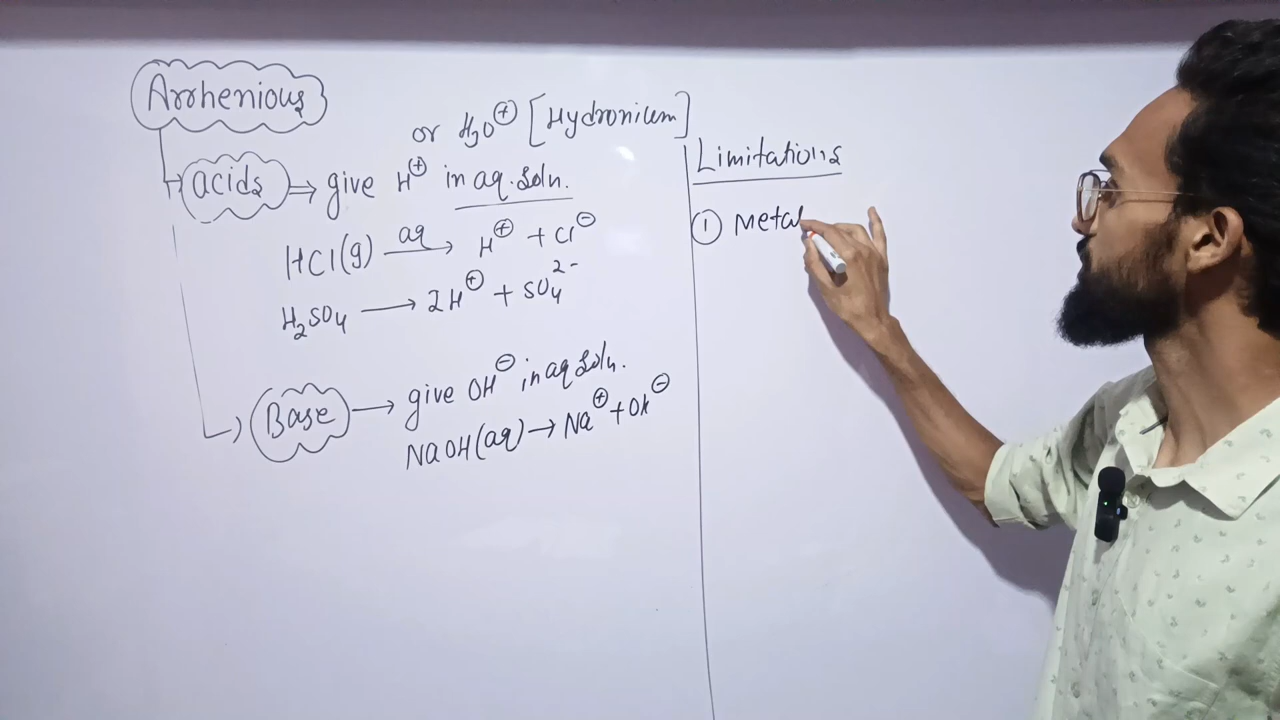 Arrhenious
or H₃O⁺ [Hydronium]
acids ⇒ give H⁺ in aq. soln.
HCl(g) aq → H⁺ + Cl⁻
H₂SO₄ → 2H⁺ + SO₄²⁻
Base → give OH⁻ in aq soln.
NaOH(aq) → Na⁺ + OH⁻
Limitations
① Metal